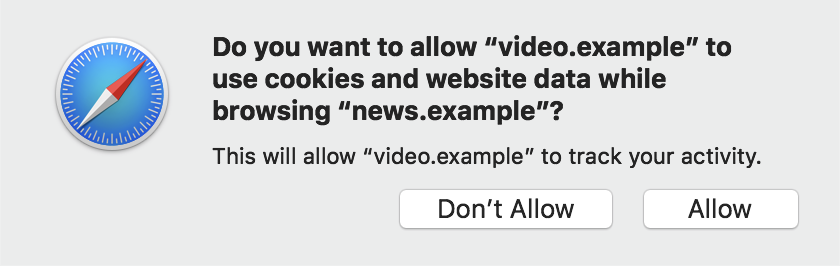 Do you want to allow “video.example” to
use cookies and website data while
browsing “news.example”?
This will allow “video.example” to track your activity.
Don’t Allow
Allow